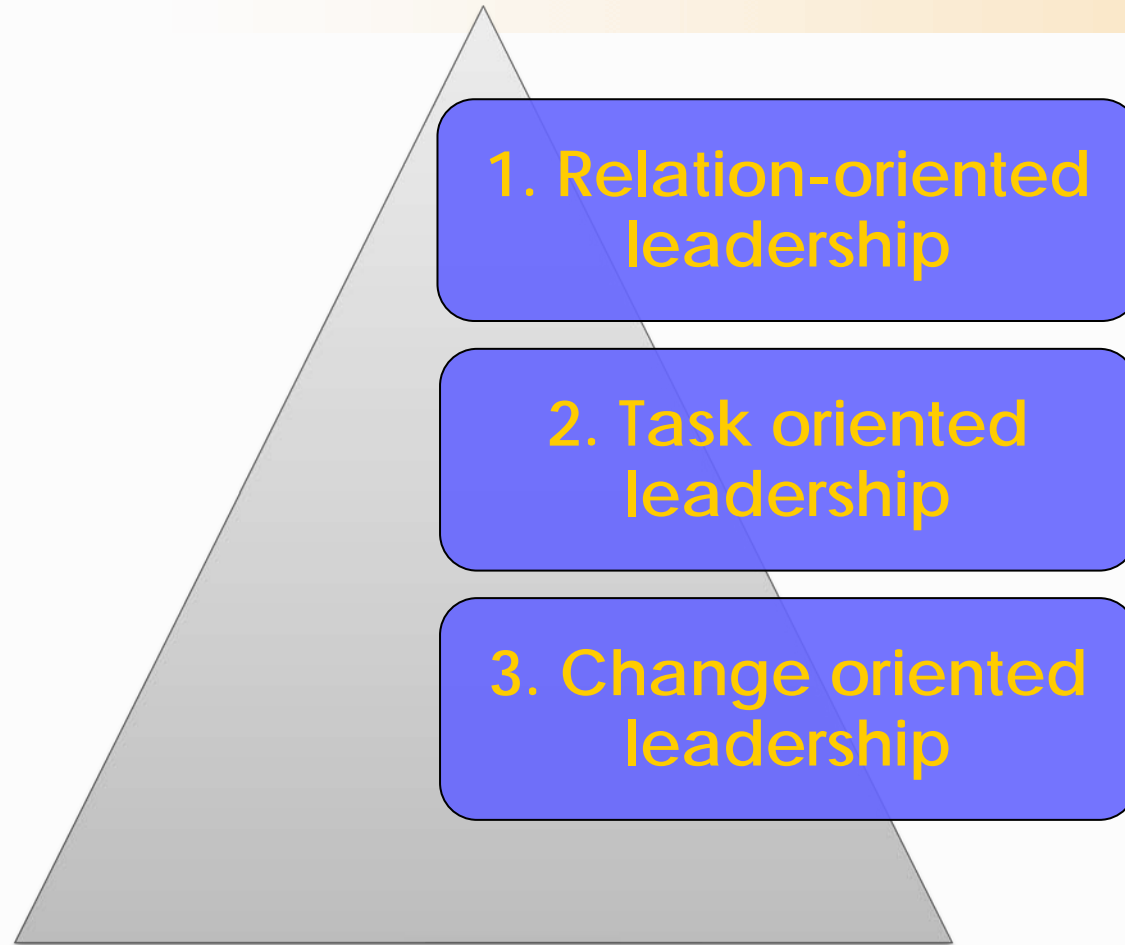 1. Relation-oriented
leadership
2. Task oriented
leadership
3. Change oriented
leadership